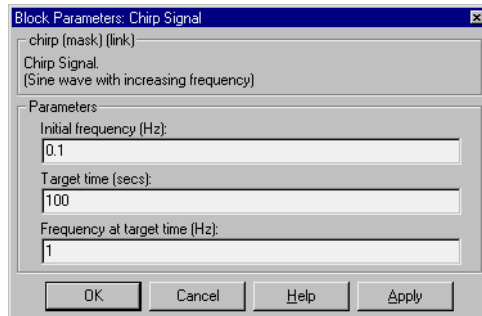 Block Parameters: Chirp Signal
chirp (mask) (link)
Chirp Signal.
(Sine wave with increasing frequency)
Parameters
Initial frequency (Hz):
0.1
Target time (secs):
100
Frequency at target time (Hz):
1
OK Cancel Help Apply